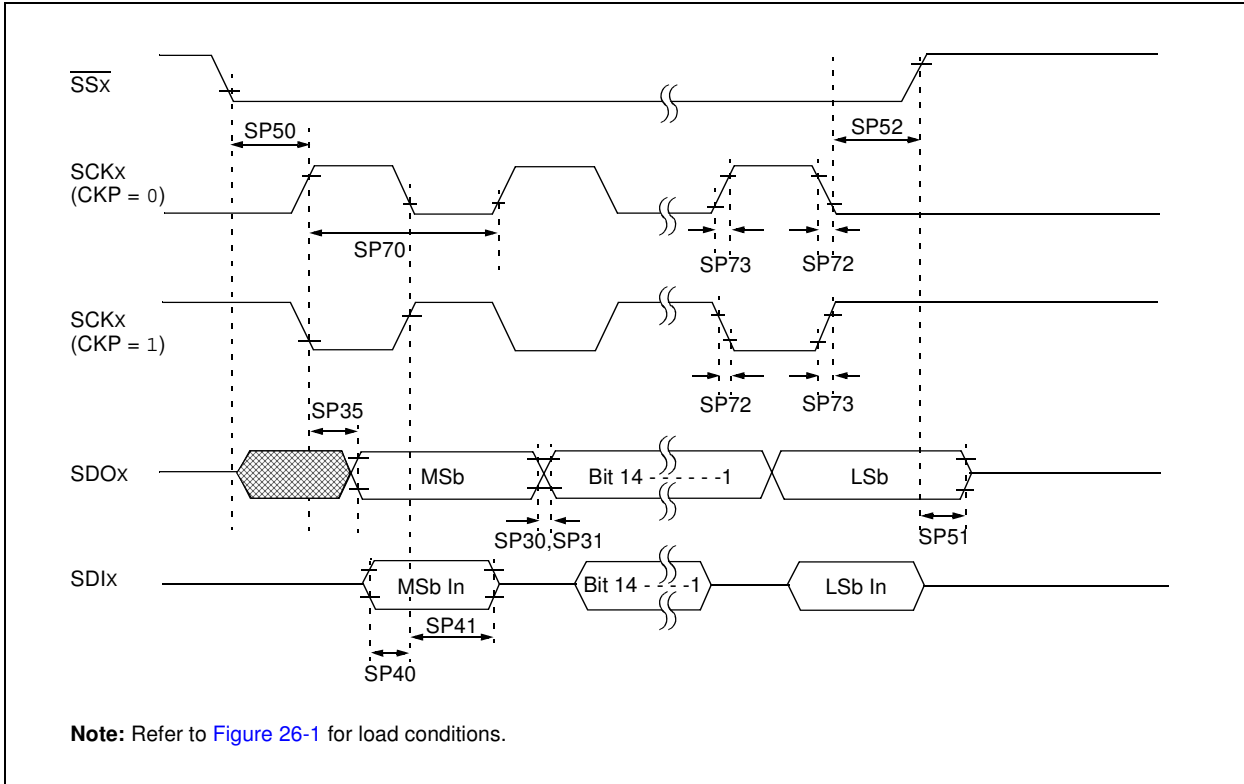 SSx
SP50
SP52
SCKx
(CKP = 0)
SP70
SP73
SP72
SCKx
(CKP = 1)
SP72
SP73
SP35
SDOx
MSb
Bit 14 - - - - - -1
LSb
SP30,SP31
SP51
SDIx
MSb In
Bit 14 - - - -1
LSb In
SP41
SP40
Note: Refer to Figure 26-1 for load conditions.